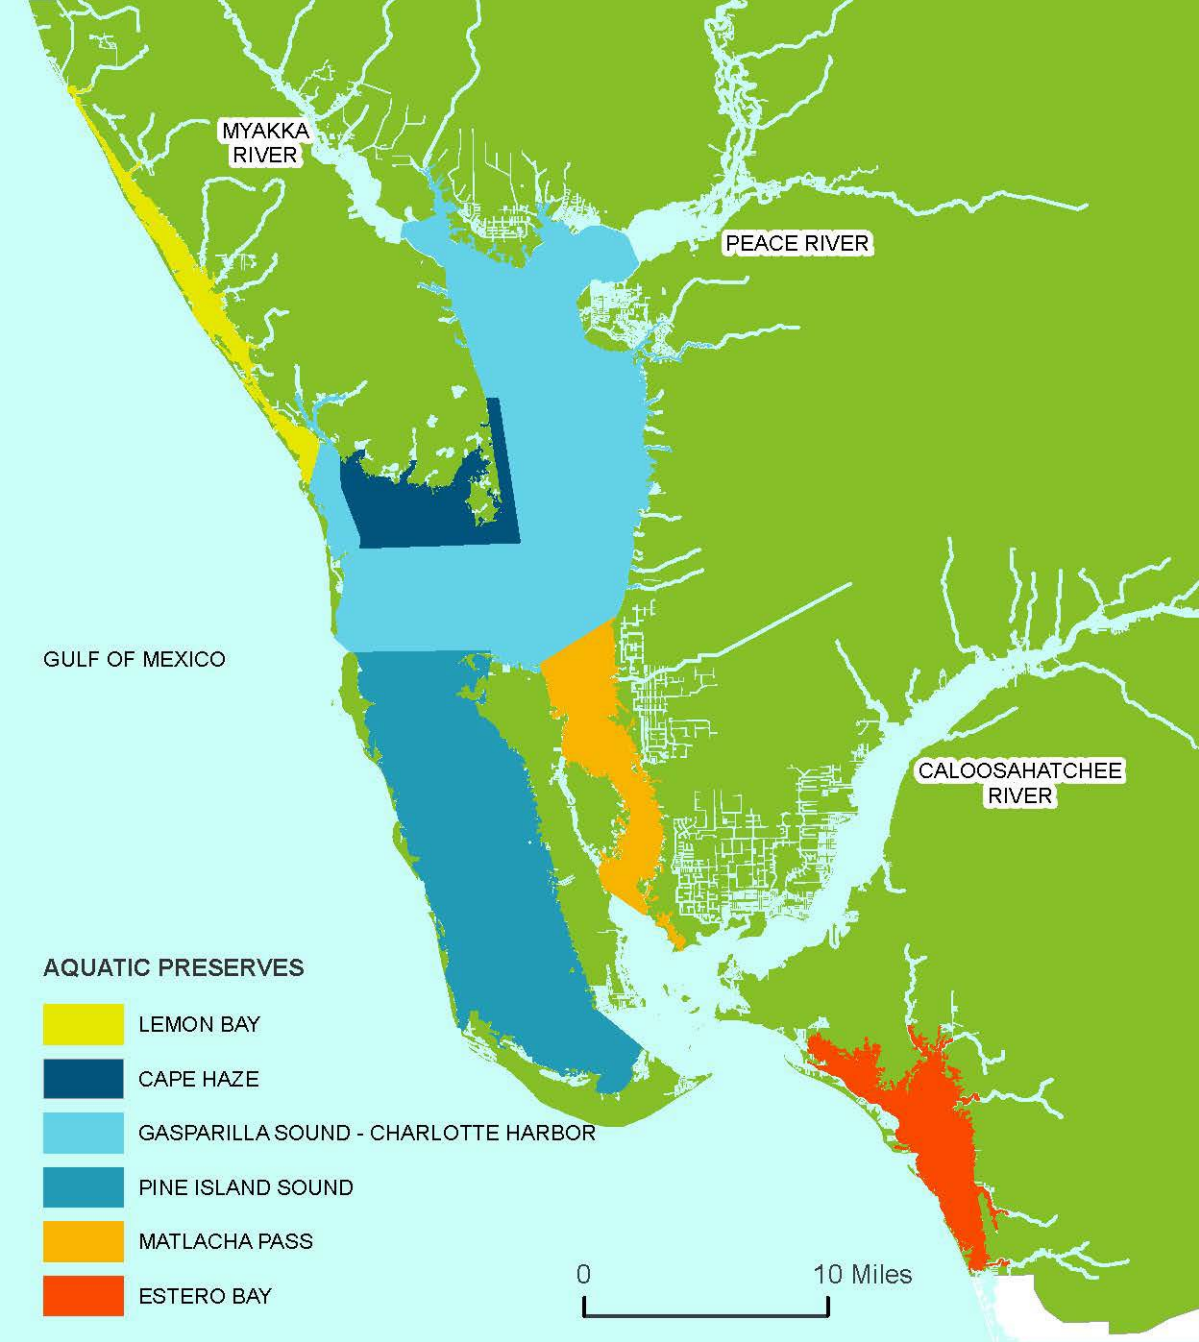 MYAKKA
RIVER
PEACE RIVER
GULF OF MEXICO
CALOOSAHATCHEE
RIVER
AQUATIC PRESERVES
LEMON BAY
CAPE HAZE
GASPARILLA SOUND - CHARLOTTE HARBOR
PINE ISLAND SOUND
MATLACHA PASS
ESTERO BAY
0 10 Miles